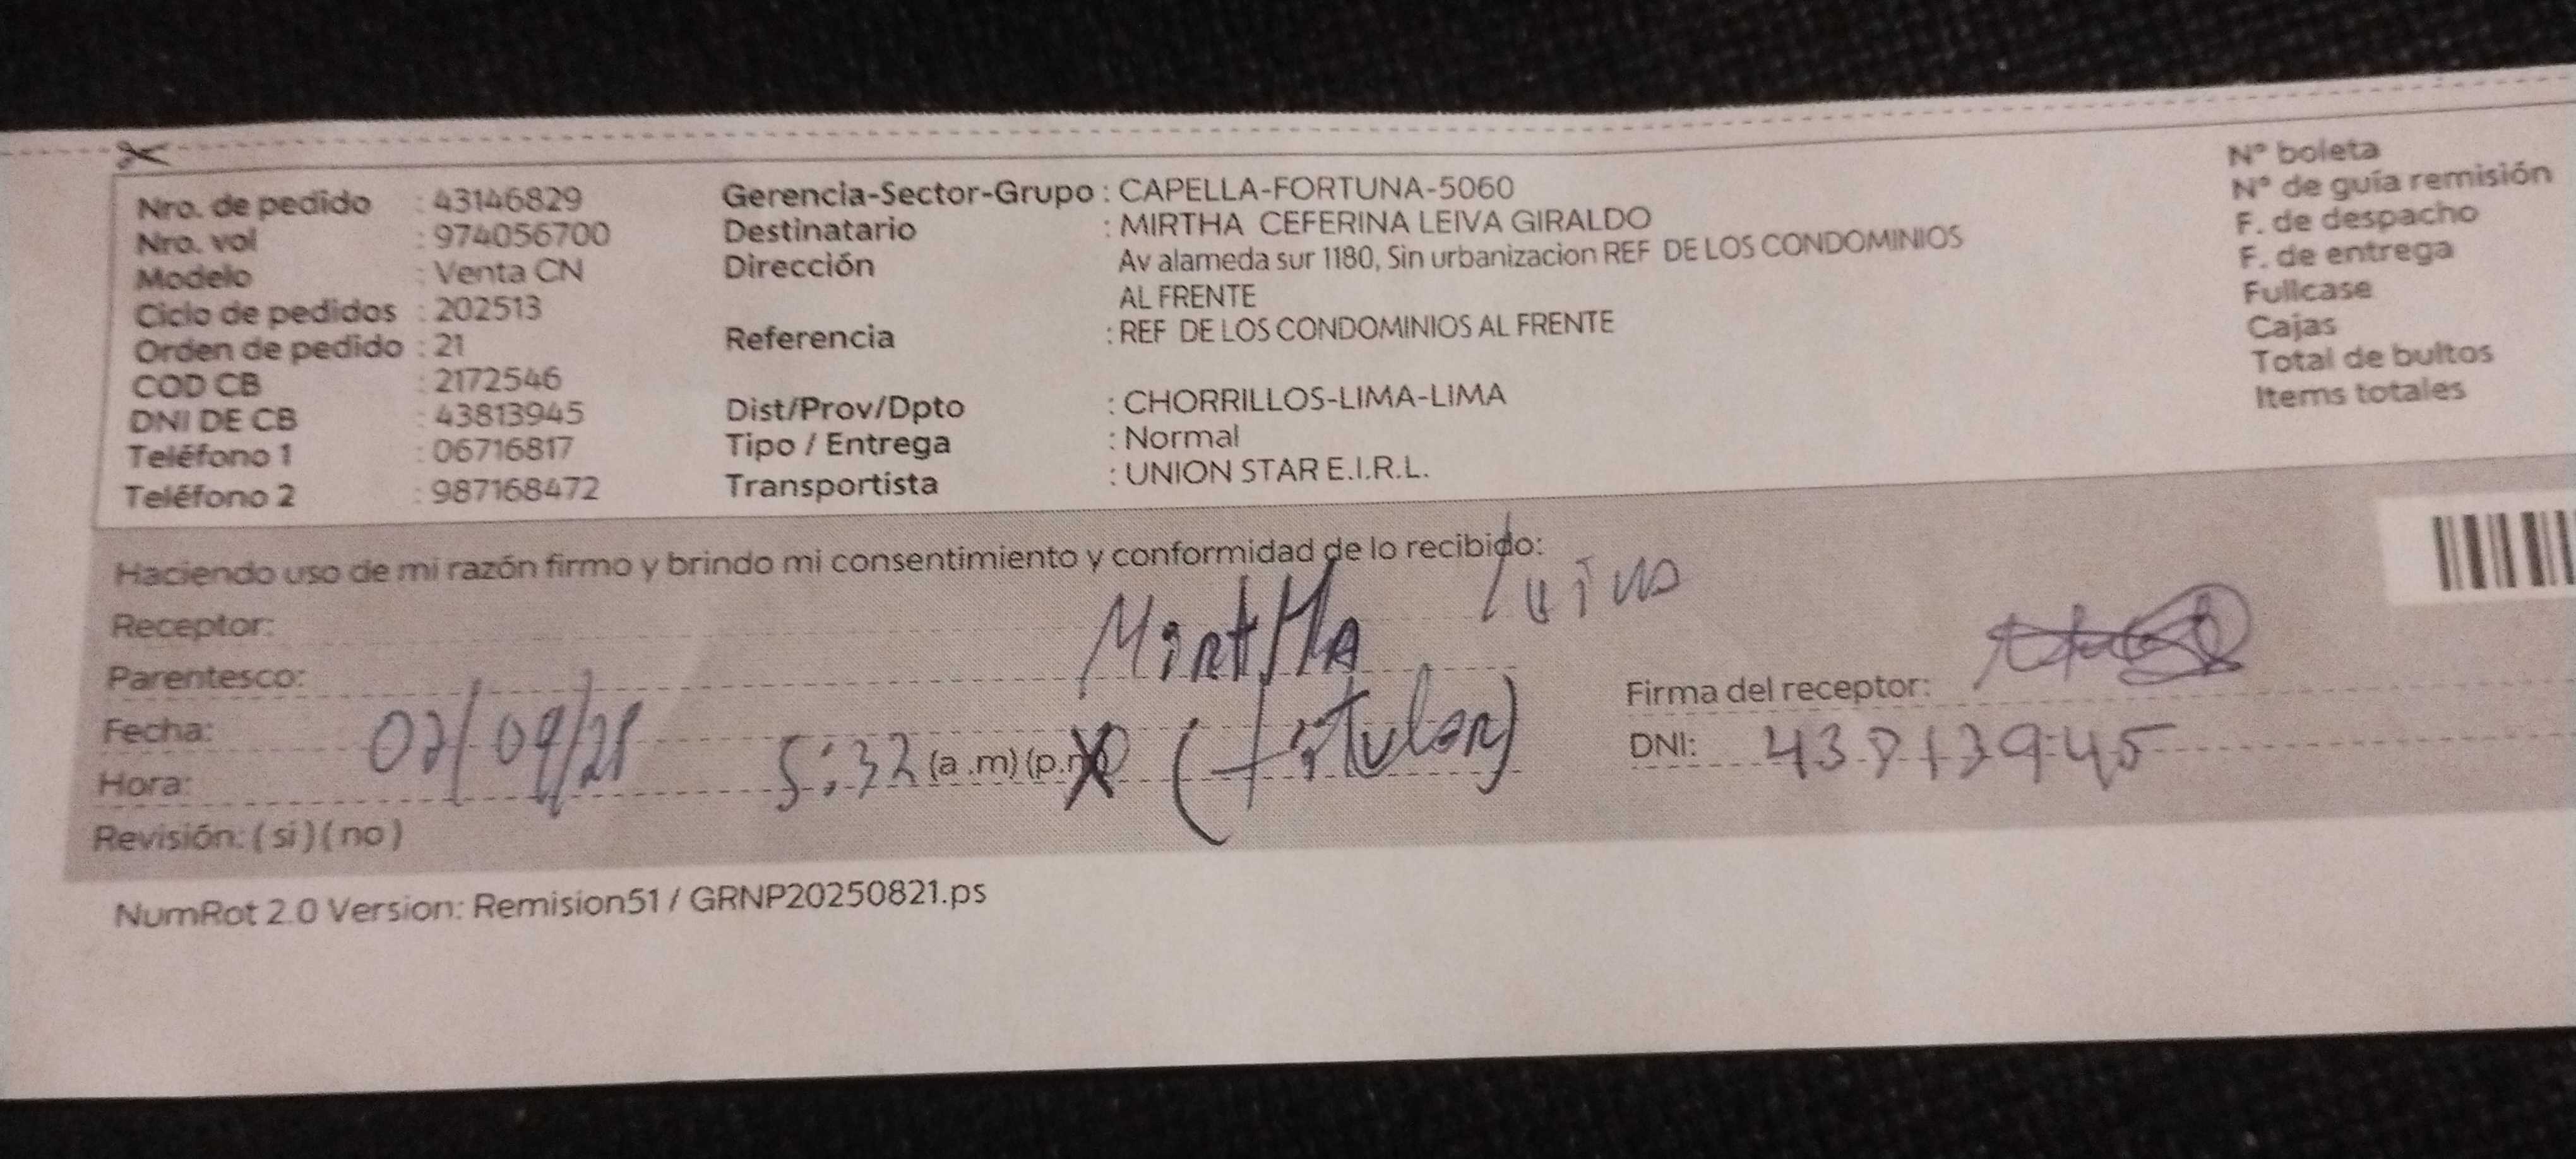 Nro. de pedido : 43146829
Nro. vol : 974056700
Modelo : Venta CN
Ciclo de pedidos : 202513
Orden de pedido : 21
COD CB : 2172546
DNI DE CB : 43813945
Teléfono 1 : 06716817
Teléfono 2 : 987168472
Gerencia-Sector-Grupo : CAPELLA-FORTUNA-5060
Destinatario : MIRTHA CEFERINA LEIVA GIRALDO
Dirección Av alameda sur 1180, Sin urbanizacion REF DE LOS CONDOMINIOS
AL FRENTE
Referencia : REF DE LOS CONDOMINIOS AL FRENTE
Dist/Prov/Dpto : CHORRILLOS-LIMA-LIMA
Tipo / Entrega : Normal
Transportista : UNION STAR E.I.R.L.
N° boleta
N° de guía remisión
F. de despacho
F. de entrega
Fullcase
Cajas
Total de bultos
Items totales
Haciendo uso de mi razón firmo y brindo mi consentimiento y conformidad de lo recibido:
Receptor: MirtHA
Parentesco: (titular)
Fecha:
Hora: 5:32 (a .m) (p.m)
Revisión: ( si ) ( no )
Firma del receptor:
DNI: 43813945
NumRot 2.0 Version: Remision51 / GRNP20250821.ps